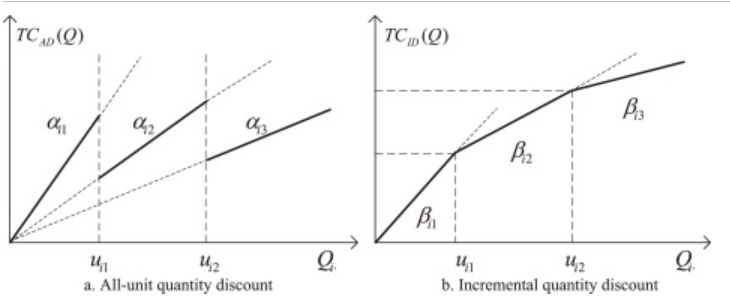 TC_AD(Q)
α_i1
α_i2
α_i3
u_i1
u_i2
Q_i.
a. All-unit quantity discount
TC_ID(Q)
β_i1
β_i2
β_i3
u_i1
u_i2
Q_i.
b. Incremental quantity discount